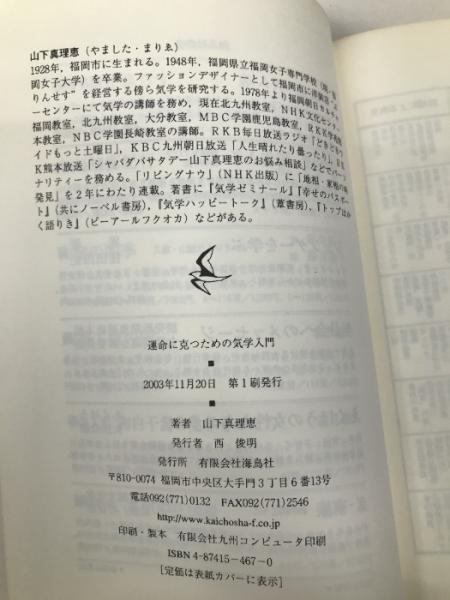 山下真理恵（やました・まりゑ）
1928年，福岡市に生まれる。1948年，福岡県立福岡女子専門学校（現・福
岡女子大学）を卒業。ファッションデザイナーとして福岡市に
りんせす”を経営する傍ら気学を研究する。1978年より福岡朝日カルチャ
ーセンターにて気学の講師を務め，現在北九州教室，NHK文化センター
福岡教室，北九州教室，大分教室，MBC学園鹿児島教室，RKK学苑熊
本教室，NBC学園長崎教室の講師。RKB毎日放送ラジオ「どきどき
イドもっと土曜日」，KBC九州朝日放送「人生晴れたり曇ったり」，R
K熊本放送「シャバダバサタデー山下真理恵のお悩み相談」などでパーソ
ナリティーを務める。「リビングナウ」（NHK出版）に「地相・家相の
発見」を2年にわたり連載。著書に『気学ゼミナール』『幸せのパスポー
ト』（共にノーベル書房），『気学ハッピートーク』（葦書房），『トップはか
く語りき』（ピーアールフクオカ）などがある。
運命に克つための気学入門
■
2003年11月20日 第1刷発行
■
著者 山下真理恵
発行者 西 俊明
発行所 有限会社海鳥社
〒810-0074 福岡市中央区大手門3丁目6番13号
電話092(771)0132 FAX092(771)2546
http://www.kaichosha-f.co.jp
印刷・製本 有限会社九州コンピュータ印刷
ISBN 4-87415-467-0
［定価は表紙カバーに表示］